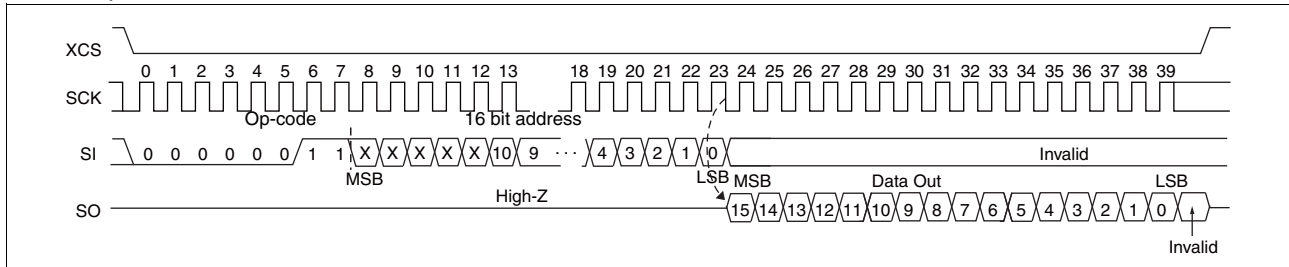 XCS
0 1 2 3 4 5 6 7 8 9 10 11 12 13 18 19 20 21 22 23 24 25 26 27 28 29 30 31 32 33 34 35 36 37 38 39
SCK
Op-code 16 bit address
SI 0 0 0 0 0 0 1 1 X X X X X 10 9 ··· 4 3 2 1 0 Invalid
MSB LSB MSB Data Out LSB
High-Z
SO 15 14 13 12 11 10 9 8 7 6 5 4 3 2 1 0
Invalid